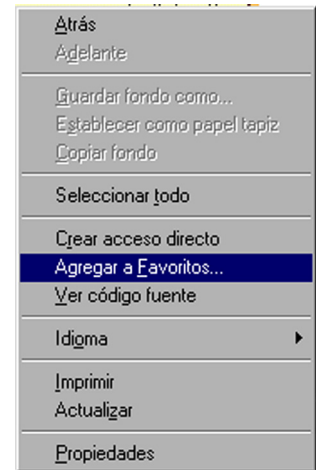 Atrás
Adelante
Guardar fondo como...
Establecer como papel tapiz
Copiar fondo
Seleccionar todo
Crear acceso directo
Agregar a Favoritos...
Ver código fuente
Idioma
Imprimir
Actualizar
Propiedades